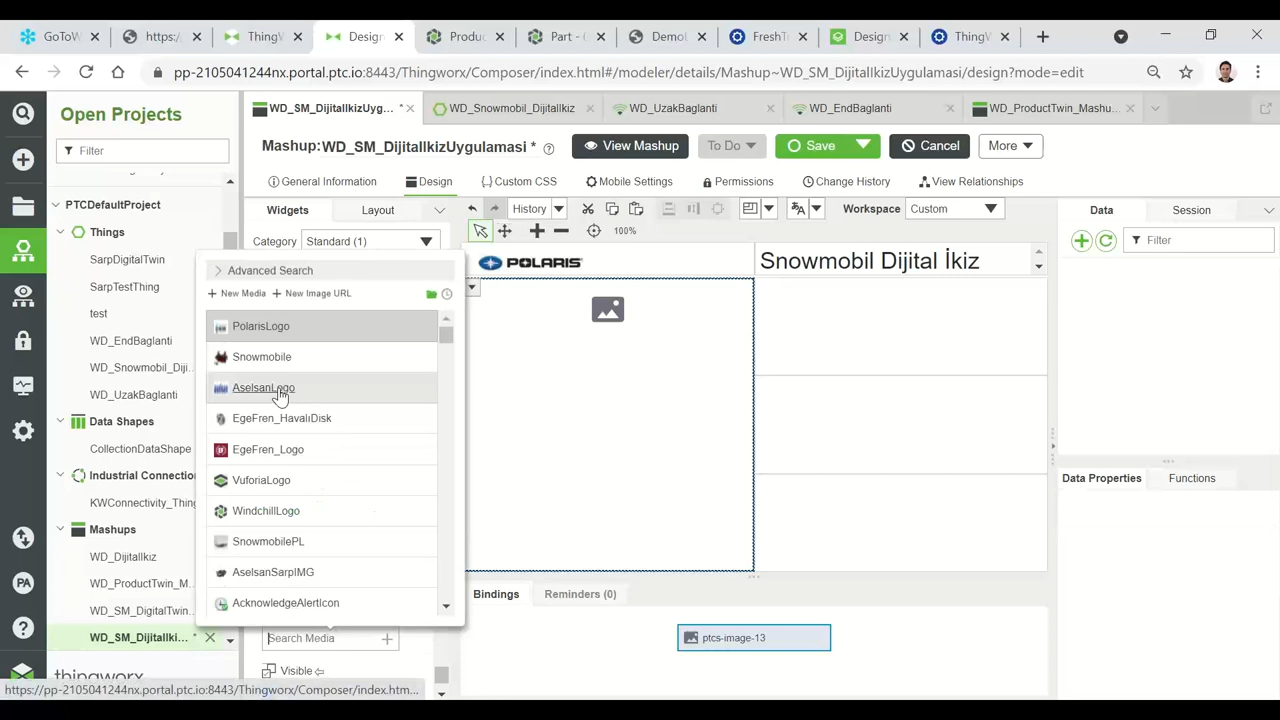 GoToW
https:/
ThingW
Design
Produc
Part - (
DemoL
FreshT
Design
ThingW
pp-2105041244nx.portal.ptc.io:8443/Thingworx/Composer/index.html#/modeler/details/Mashup~WD_SM_DijitalIkizUygulamasi/design?mode=edit
Open Projects
WD_SM_DijitalIkizUyg... *
WD_Snowmobil_DijitalIkiz
WD_UzakBaglanti
WD_EndBaglanti
WD_ProductTwin_Mashu...
Filter
Mashup:WD_SM_DijitalIkizUygulamasi *
View Mashup
To Do
Save
Cancel
More
General Information
Design
Custom CSS
Mobile Settings
Permissions
Change History
View Relationships
PTCDefaultProject
Things
SarpDigitalTwin
SarpTestThing
test
WD_EndBaglanti
WD_Snowmobil_Diji...
WD_UzakBaglanti
Data Shapes
CollectionDataShape
Industrial Connectio
KWConnectivity_Thing
Mashups
WD_DijitalIkiz
WD_ProductTwin_M...
WD_SM_DigitalTwin...
WD_SM_DijitalIki... *
thingworx
Widgets
Layout
Category
Standard (1)
History
Workspace
Custom
100%
Advanced Search
New Media
New Image URL
PolarisLogo
Snowmobile
AselsanLogo
EgeFren_HavalıDisk
EgeFren_Logo
VuforiaLogo
WindchillLogo
SnowmobilePL
AselsanSarpIMG
AcknowledgeAlertIcon
Search Media
Visible
POLARIS
Snowmobil Dijital İkiz
Bindings
Reminders (0)
ptcs-image-13
Data
Session
Filter
Data Properties
Functions
PA
https://pp-2105041244nx.portal.ptc.io:8443/Thingworx/Composer/index.htm...